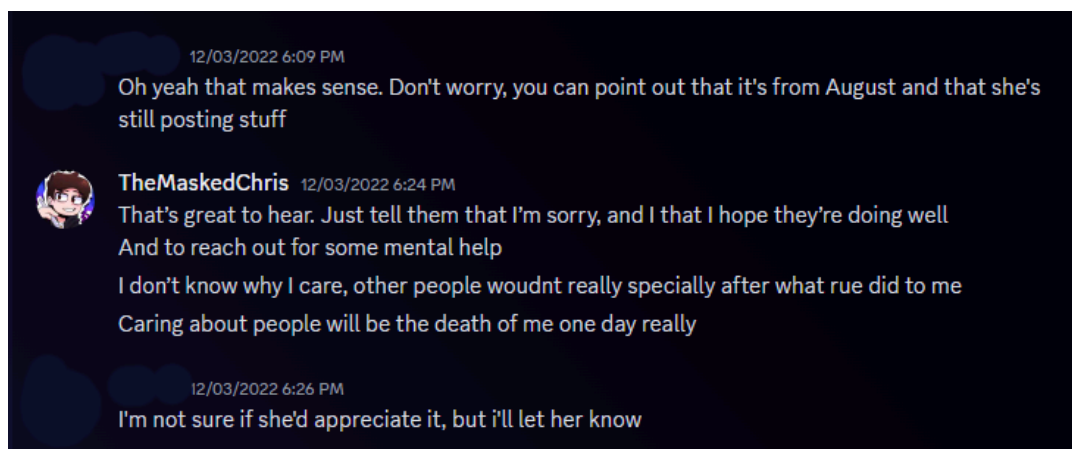 12/03/2022 6:09 PM
Oh yeah that makes sense. Don't worry, you can point out that it's from August and that she's
still posting stuff
TheMaskedChris 12/03/2022 6:24 PM
That’s great to hear. Just tell them that I’m sorry, and I that I hope they’re doing well
And to reach out for some mental help
I don’t know why I care, other people woudnt really specially after what rue did to me
Caring about people will be the death of me one day really
12/03/2022 6:26 PM
I'm not sure if she'd appreciate it, but i'll let her know